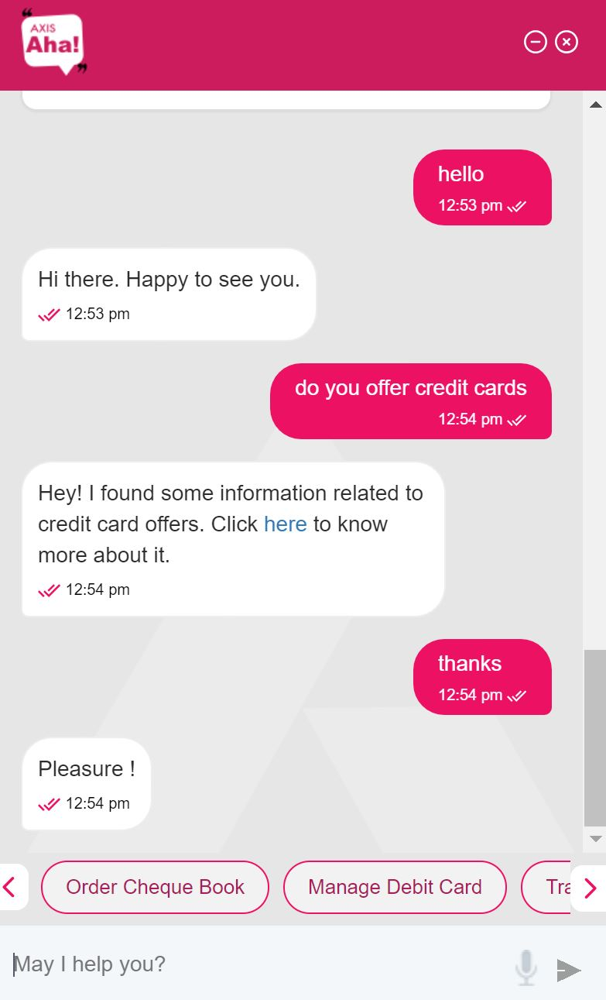 AXIS
Aha!
hello
12:53 pm
Hi there. Happy to see you.
12:53 pm
do you offer credit cards
12:54 pm
Hey! I found some information related to
credit card offers. Click here to know
more about it.
12:54 pm
thanks
12:54 pm
Pleasure !
12:54 pm
Order Cheque Book
Manage Debit Card
Tra
May I help you?